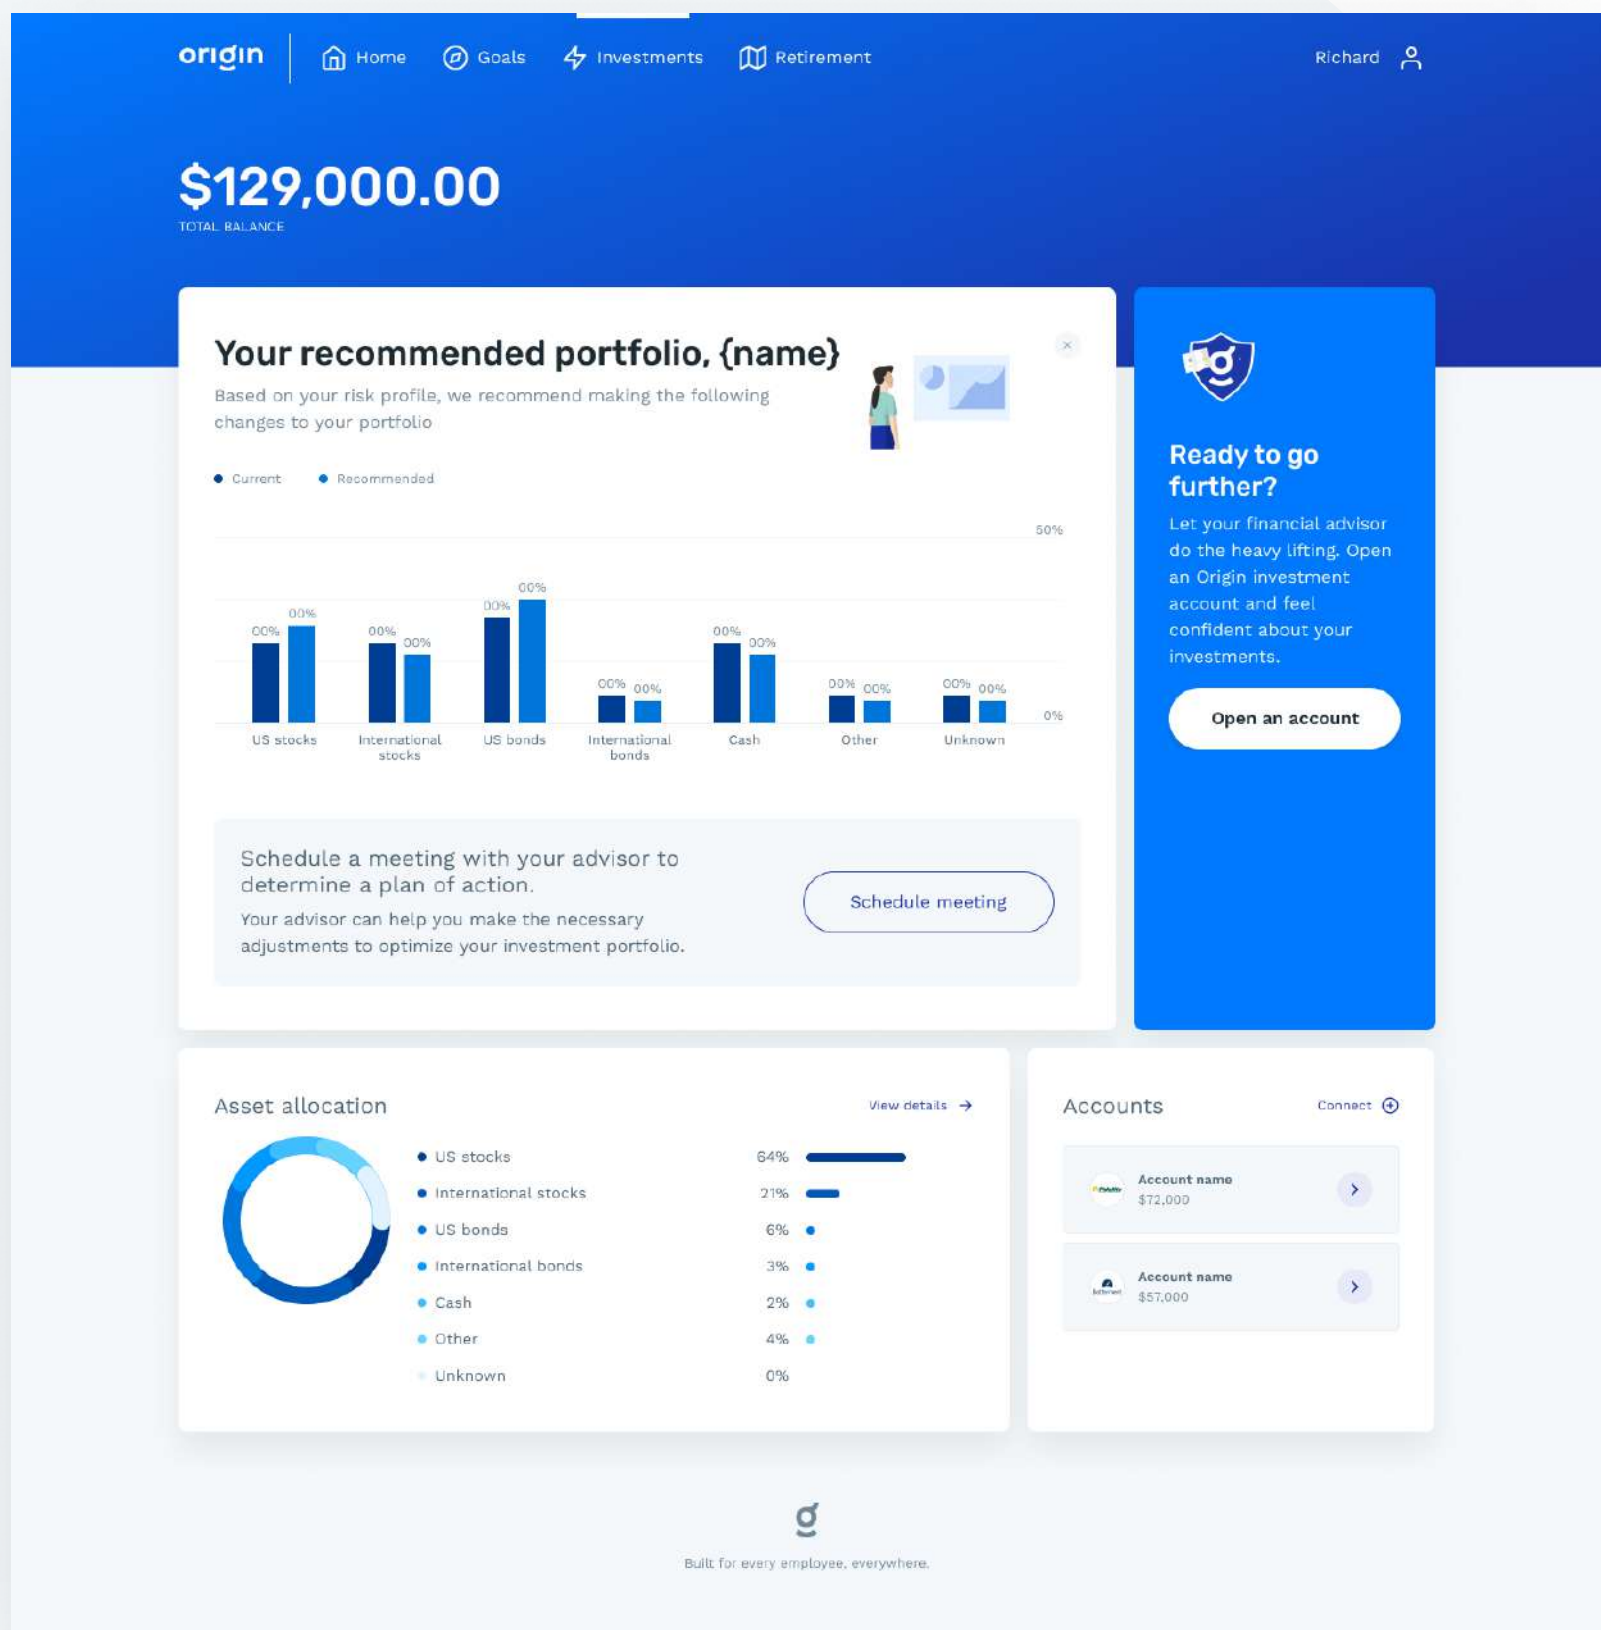 origin
Home
Goals
Investments
Retirement
Richard
$129,000.00
TOTAL BALANCE
Your recommended portfolio, {name}
Based on your risk profile, we recommend making the following
changes to your portfolio
Current
Recommended
50%
00%
00%
00%
00%
00%
00%
00%
00%
00%
00%
00%
00%
00%
00%
0%
US stocks
International
stocks
US bonds
International
bonds
Cash
Other
Unknown
Schedule a meeting with your advisor to
determine a plan of action.
Your advisor can help you make the necessary
adjustments to optimize your investment portfolio.
Schedule meeting
g
Ready to go
further?
Let your financial advisor
do the heavy lifting. Open
an Origin investment
account and feel
confident about your
investments.
Open an account
Asset allocation
View details
US stocks 64%
International stocks 21%
US bonds 6%
International bonds 3%
Cash 2%
Other 4%
Unknown 0%
Accounts
Connect
Fidelity
Account name
$72,000
Betterment
Account name
$57,000
g
Built for every employee, everywhere.